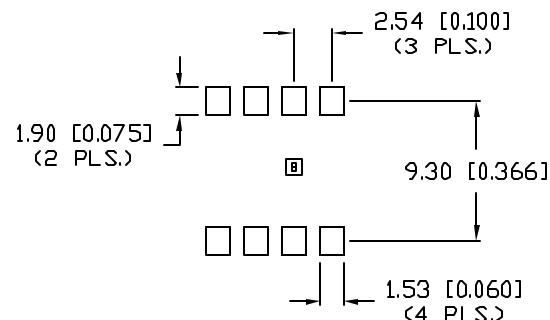 2.54 [0.100]
(3 PLS.)
1.90 [0.075]
(2 PLS.)
8
9.30 [0.366]
1.53 [0.060]
(4 PLS.)